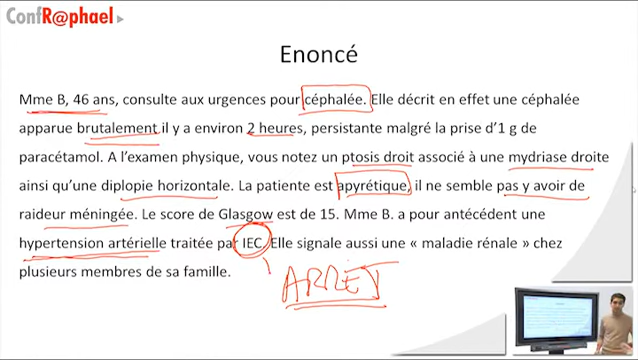 ConfR@phael
Enoncé
Mme B, 46 ans, consulte aux urgences pour céphalée. Elle décrit en effet une céphalée
apparue brutalement il y a environ 2 heures, persistante malgré la prise d'1 g de
paracétamol. A l'examen physique, vous notez un ptosis droit associé à une mydriase droite
ainsi qu'une diplopie horizontale. La patiente est apyrétique, il ne semble pas y avoir de
raideur méningée. Le score de Glasgow est de 15. Mme B. a pour antécédent une
hypertension artérielle traitée par IEC. Elle signale aussi une « maladie rénale » chez
plusieurs membres de sa famille.
ARRET